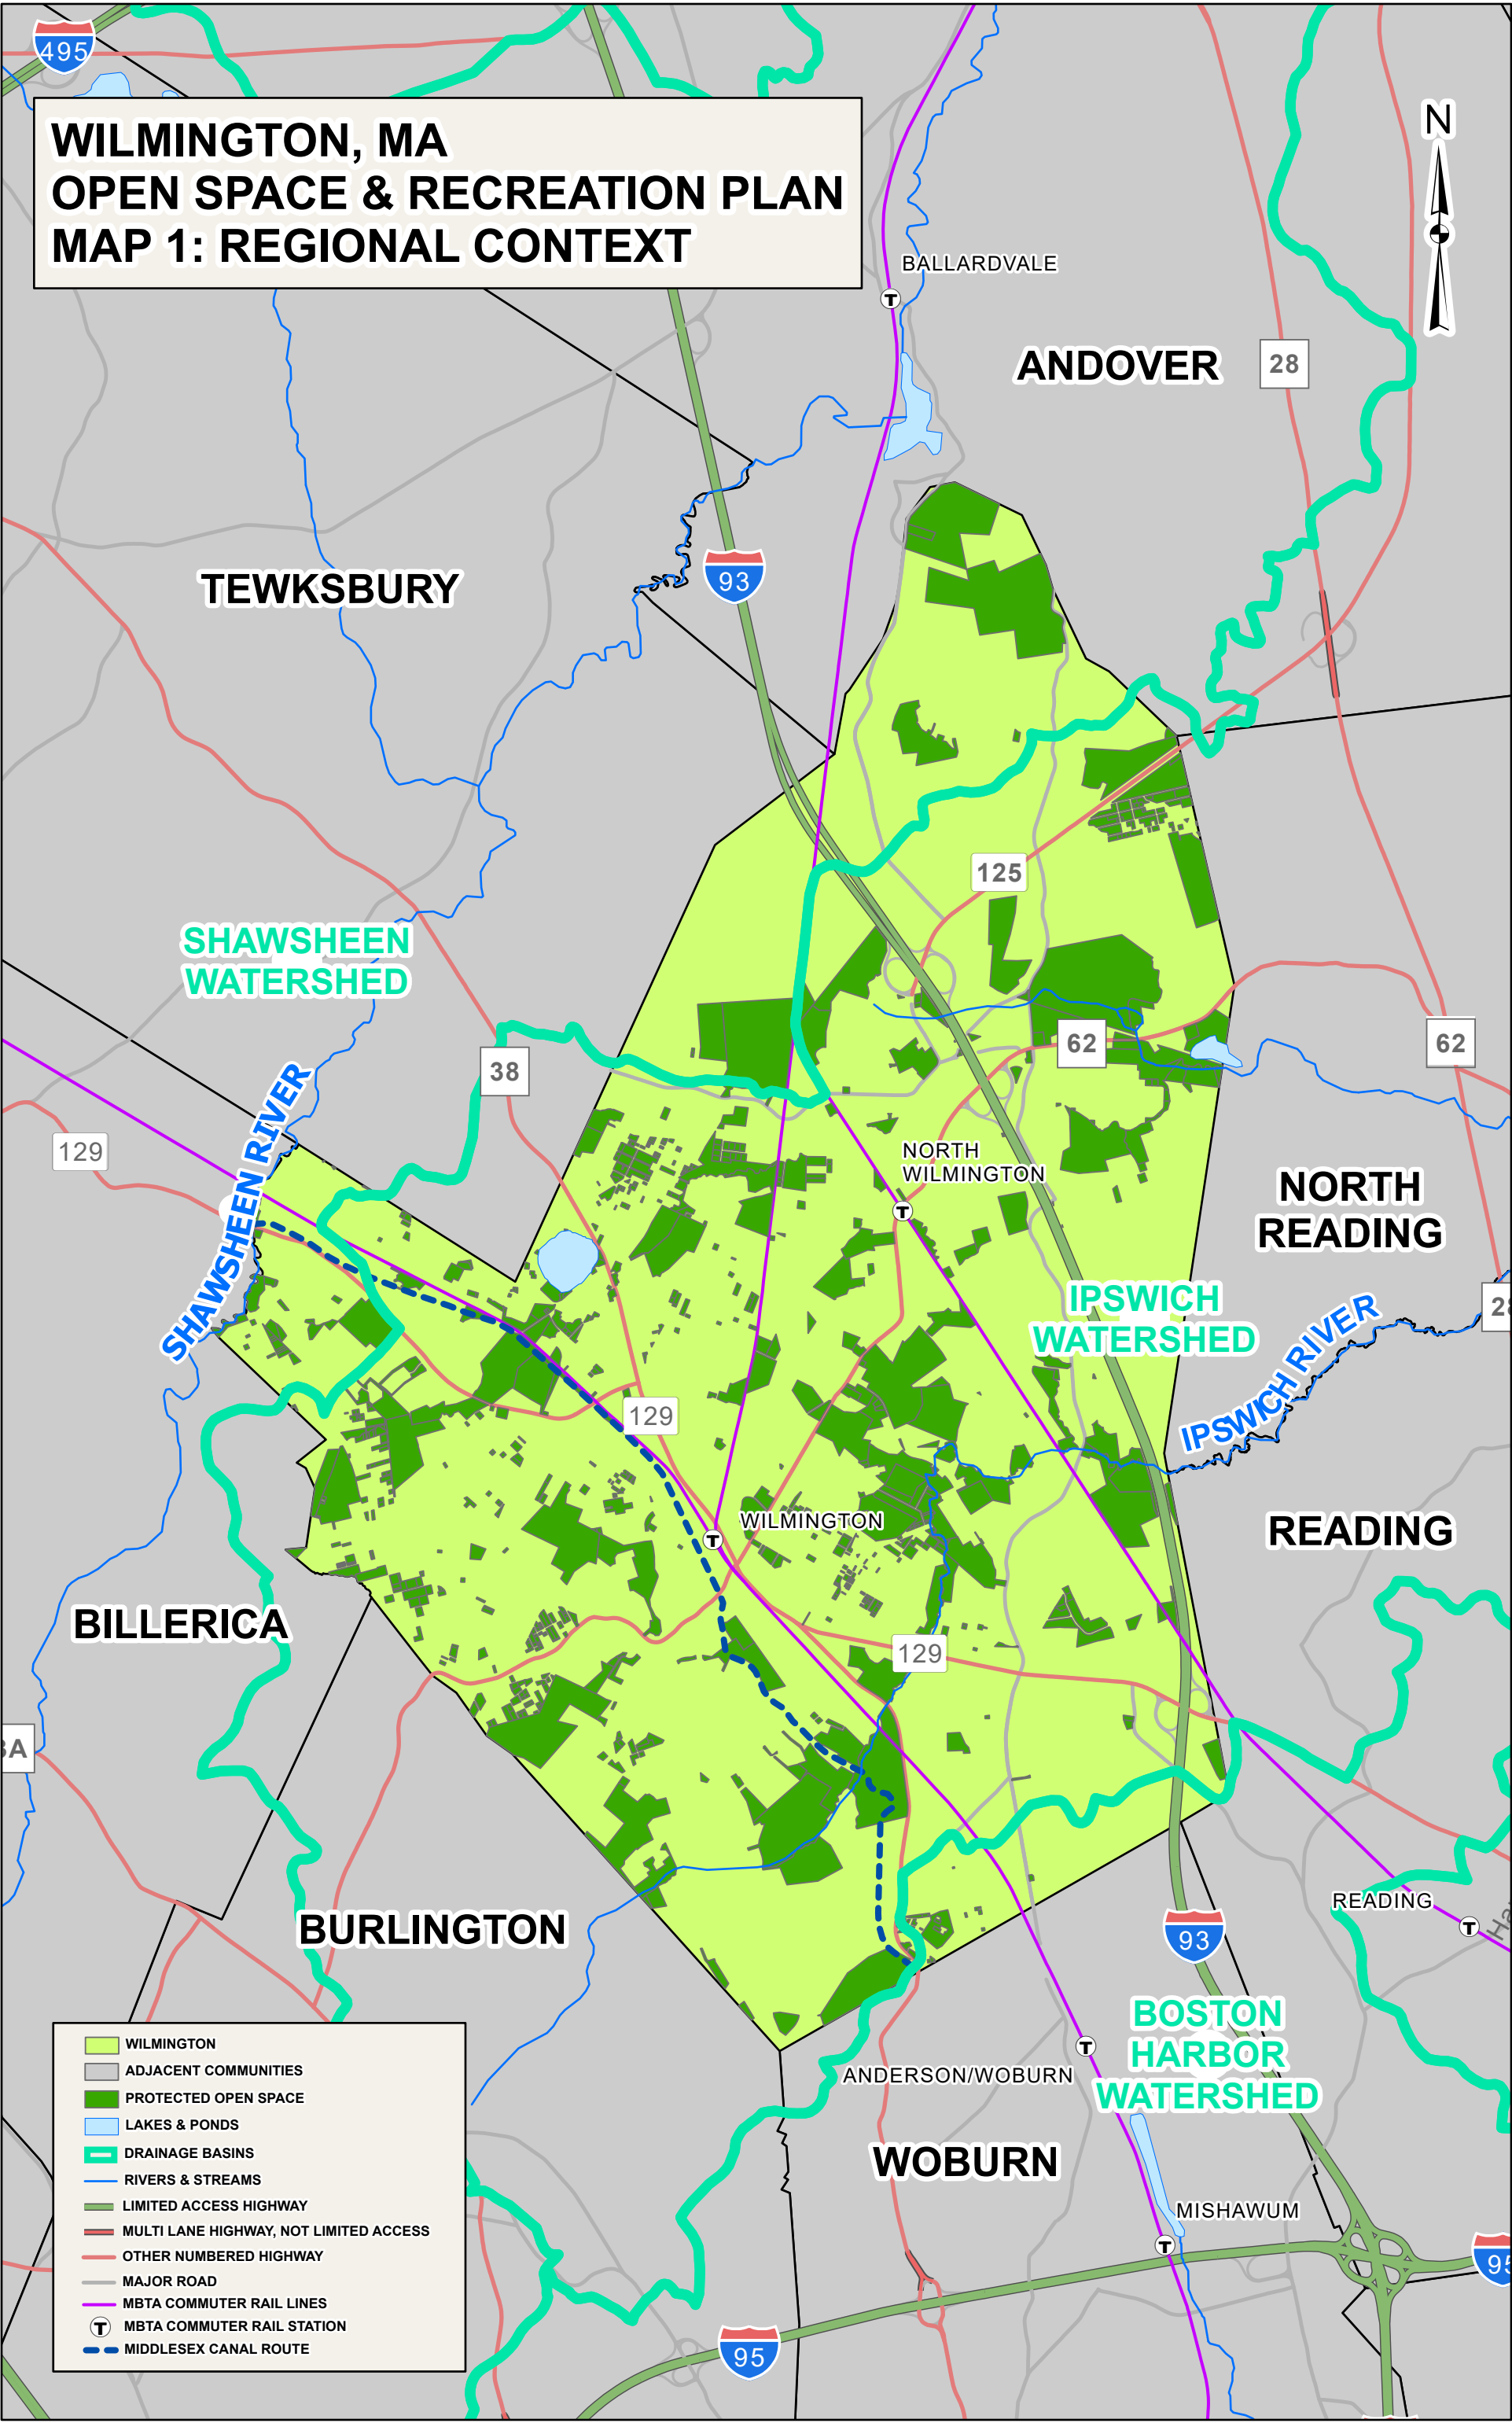 495
WILMINGTON, MA
OPEN SPACE & RECREATION PLAN
MAP 1: REGIONAL CONTEXT
N
BALLARDVALE
ANDOVER
28
93
TEWKSBURY
125
SHAWSHEEN
WATERSHED
38
62
62
129
SHAWSHEEN RIVER
NORTH
WILMINGTON
NORTH
READING
IPSWICH
WATERSHED
28
IPSWICH RIVER
129
WILMINGTON
READING
BILLERICA
129
3A
READING
BURLINGTON
93
BOSTON
HARBOR
WATERSHED
ANDERSON/WOBURN
WOBURN
MISHAWUM
95
95
WILMINGTON
ADJACENT COMMUNITIES
PROTECTED OPEN SPACE
LAKES & PONDS
DRAINAGE BASINS
RIVERS & STREAMS
LIMITED ACCESS HIGHWAY
MULTI LANE HIGHWAY, NOT LIMITED ACCESS
OTHER NUMBERED HIGHWAY
MAJOR ROAD
MBTA COMMUTER RAIL LINES
T MBTA COMMUTER RAIL STATION
MIDDLESEX CANAL ROUTE